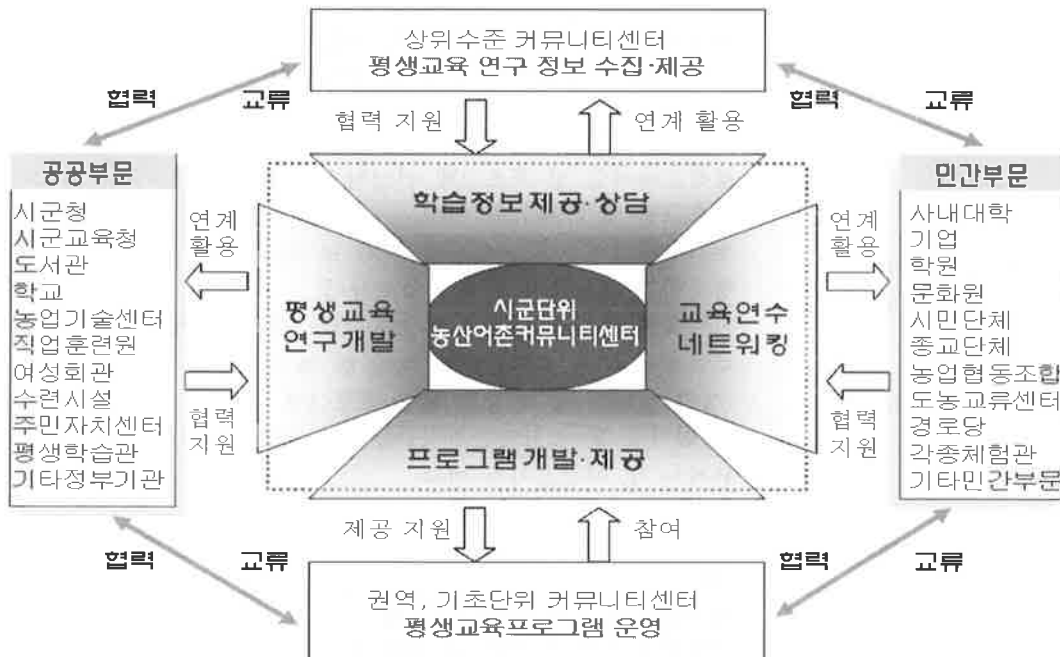 상위수준 커뮤니티센터
평생교육 연구 정보 수집·제공
협력
교류
협력
교류
협력 지원
연계 활용
공공부문
시군청
시군교육청
도서관
학교
농업기술센터
직업훈련원
여성회관
수련시설
주민자치센터
평생학습관
기타정부기관
연계
활용
협력
지원
학습정보제공·상담
평생교육
연구개발
시군단위
농산어촌커뮤니티센터
교육연수
네트워킹
프로그램개발·제공
연계
활용
협력
지원
민간부문
사내대학
기업
학원
문화원
시민단체
종교단체
농업협동조합
도농교류센터
경로당
각종체험관
기타민간부문
제공 지원
참여
협력
교류
협력
교류
권역, 기초단위 커뮤니티센터
평생교육프로그램 운영